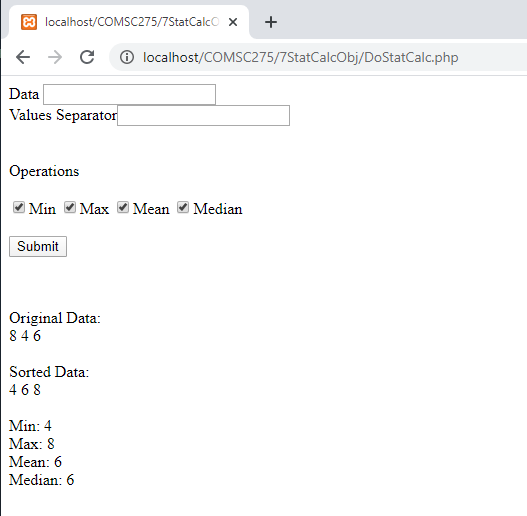 localhost/COMSC275/7StatCalcO
localhost/COMSC275/7StatCalcObj/DoStatCalc.php
Data
Values Separator
Operations
Min Max Mean Median
Submit
Original Data:
8 4 6
Sorted Data:
4 6 8
Min: 4
Max: 8
Mean: 6
Median: 6